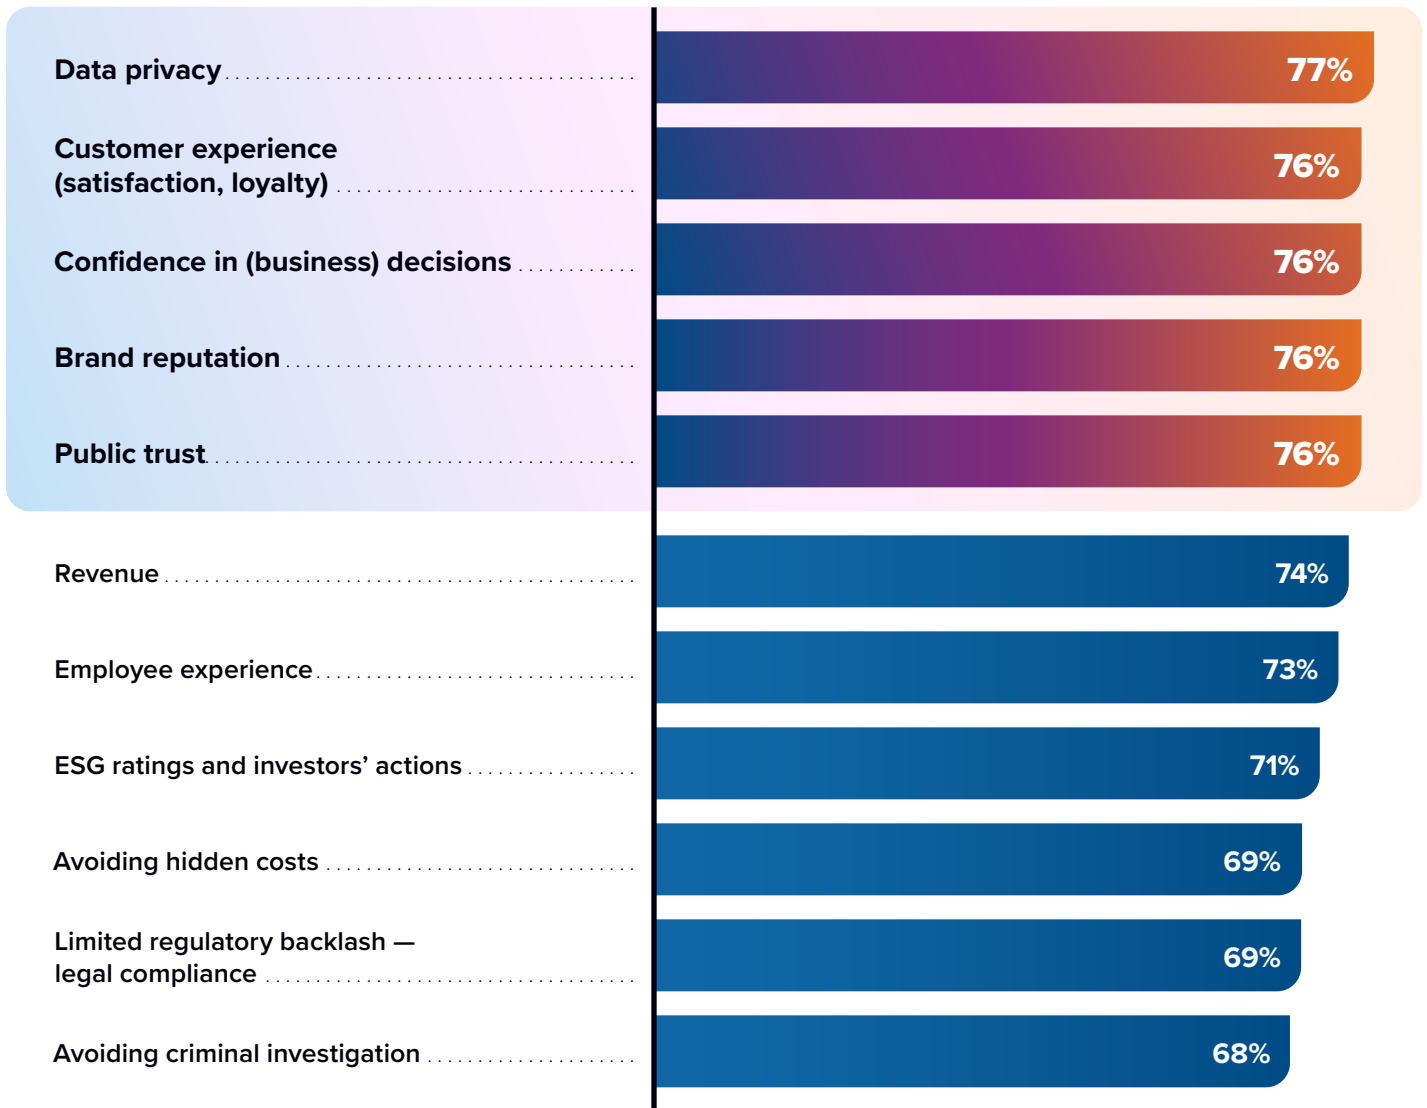 Data privacy 77%
Customer experience
(satisfaction, loyalty) 76%
Confidence in (business) decisions 76%
Brand reputation 76%
Public trust 76%
Revenue 74%
Employee experience 73%
ESG ratings and investors’ actions 71%
Avoiding hidden costs 69%
Limited regulatory backlash —
legal compliance 69%
Avoiding criminal investigation 68%